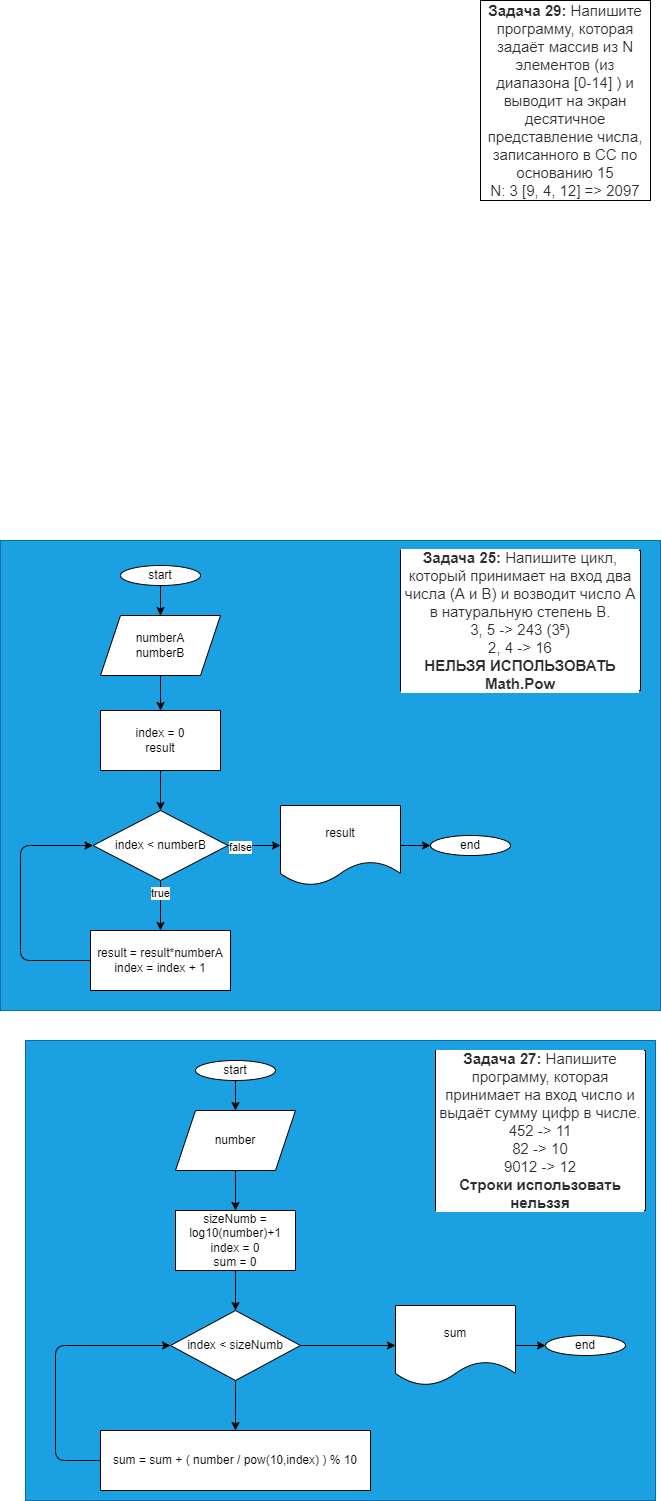 Задача 29: Напишите
программу, которая
задаёт массив из N
элементов (из
диапазона [0-14] ) и
выводит на экран
десятичное
представление числа,
записанного в СС по
основанию 15
N: 3 [9, 4, 12] => 2097
Задача 25: Напишите цикл,
который принимает на вход два
числа (A и B) и возводит число A
в натуральную степень B.
3, 5 -> 243 (3⁵)
2, 4 -> 16
НЕЛЬЗЯ ИСПОЛЬЗОВАТЬ
Math.Pow
start
numberA
numberB
index = 0
result
index < numberB
false
result
end
true
result = result*numberA
index = index + 1
Задача 27: Напишите
программу, которая
принимает на вход число и
выдаёт сумму цифр в числе.
452 -> 11
82 -> 10
9012 -> 12
Строки использовать
нельззя
start
number
sizeNumb =
log10(number)+1
index = 0
sum = 0
index < sizeNumb
sum
end
sum = sum + ( number / pow(10,index) ) % 10